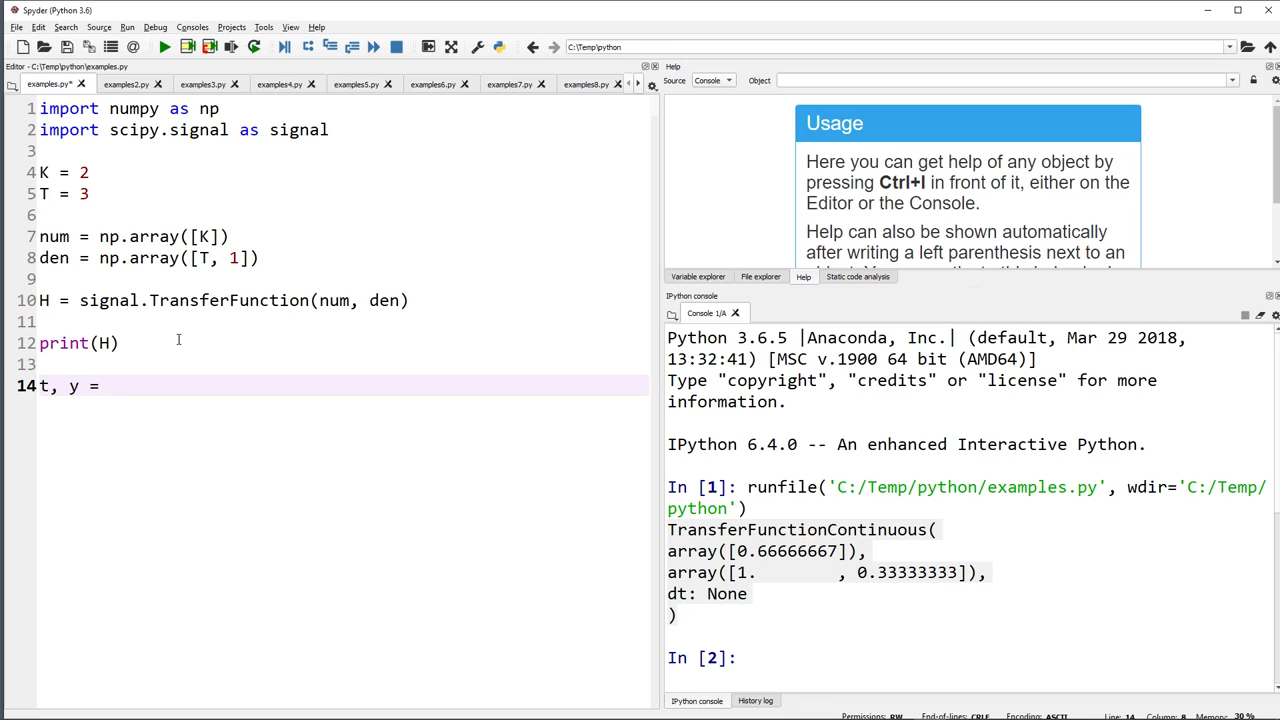 Spyder (Python 3.6)
File Edit Search Source Run Debug Consoles Projects Tools View Help
C:\Temp\python
Editor - C:\Temp\python\examples.py
examples.py* examples2.py examples3.py examples4.py examples5.py examples6.py examples7.py examples8.py
1 import numpy as np
2 import scipy.signal as signal
3
4 K = 2
5 T = 3
6
7 num = np.array([K])
8 den = np.array([T, 1])
9
10 H = signal.TransferFunction(num, den)
11
12 print(H)
13
14 t, y =
Help
Source Console Object
Usage
Here you can get help of any object by
pressing Ctrl+I in front of it, either on the
Editor or the Console.
Help can also be shown automatically
after writing a left parenthesis next to an
Variable explorer File explorer Help Static code analysis
IPython console
Console 1/A
Python 3.6.5 |Anaconda, Inc.| (default, Mar 29 2018,
13:32:41) [MSC v.1900 64 bit (AMD64)]
Type "copyright", "credits" or "license" for more
information.
IPython 6.4.0 -- An enhanced Interactive Python.
In [1]: runfile('C:/Temp/python/examples.py', wdir='C:/Temp/
python')
TransferFunctionContinuous(
array([0.66666667]),
array([1. , 0.33333333]),
dt: None
)
In [2]:
IPython console History log
Permissions: RW End-of-lines: CRLF Encoding: ASCII Line: 14 Column: 8 Memory: 30 %